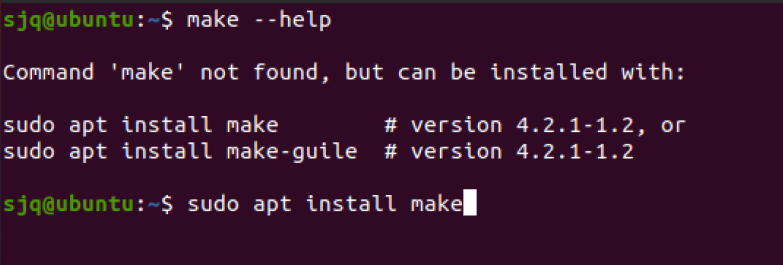 sjq@ubuntu:~$ make --help
Command 'make' not found, but can be installed with:
sudo apt install make        # version 4.2.1-1.2, or
sudo apt install make-guile  # version 4.2.1-1.2
sjq@ubuntu:~$ sudo apt install make